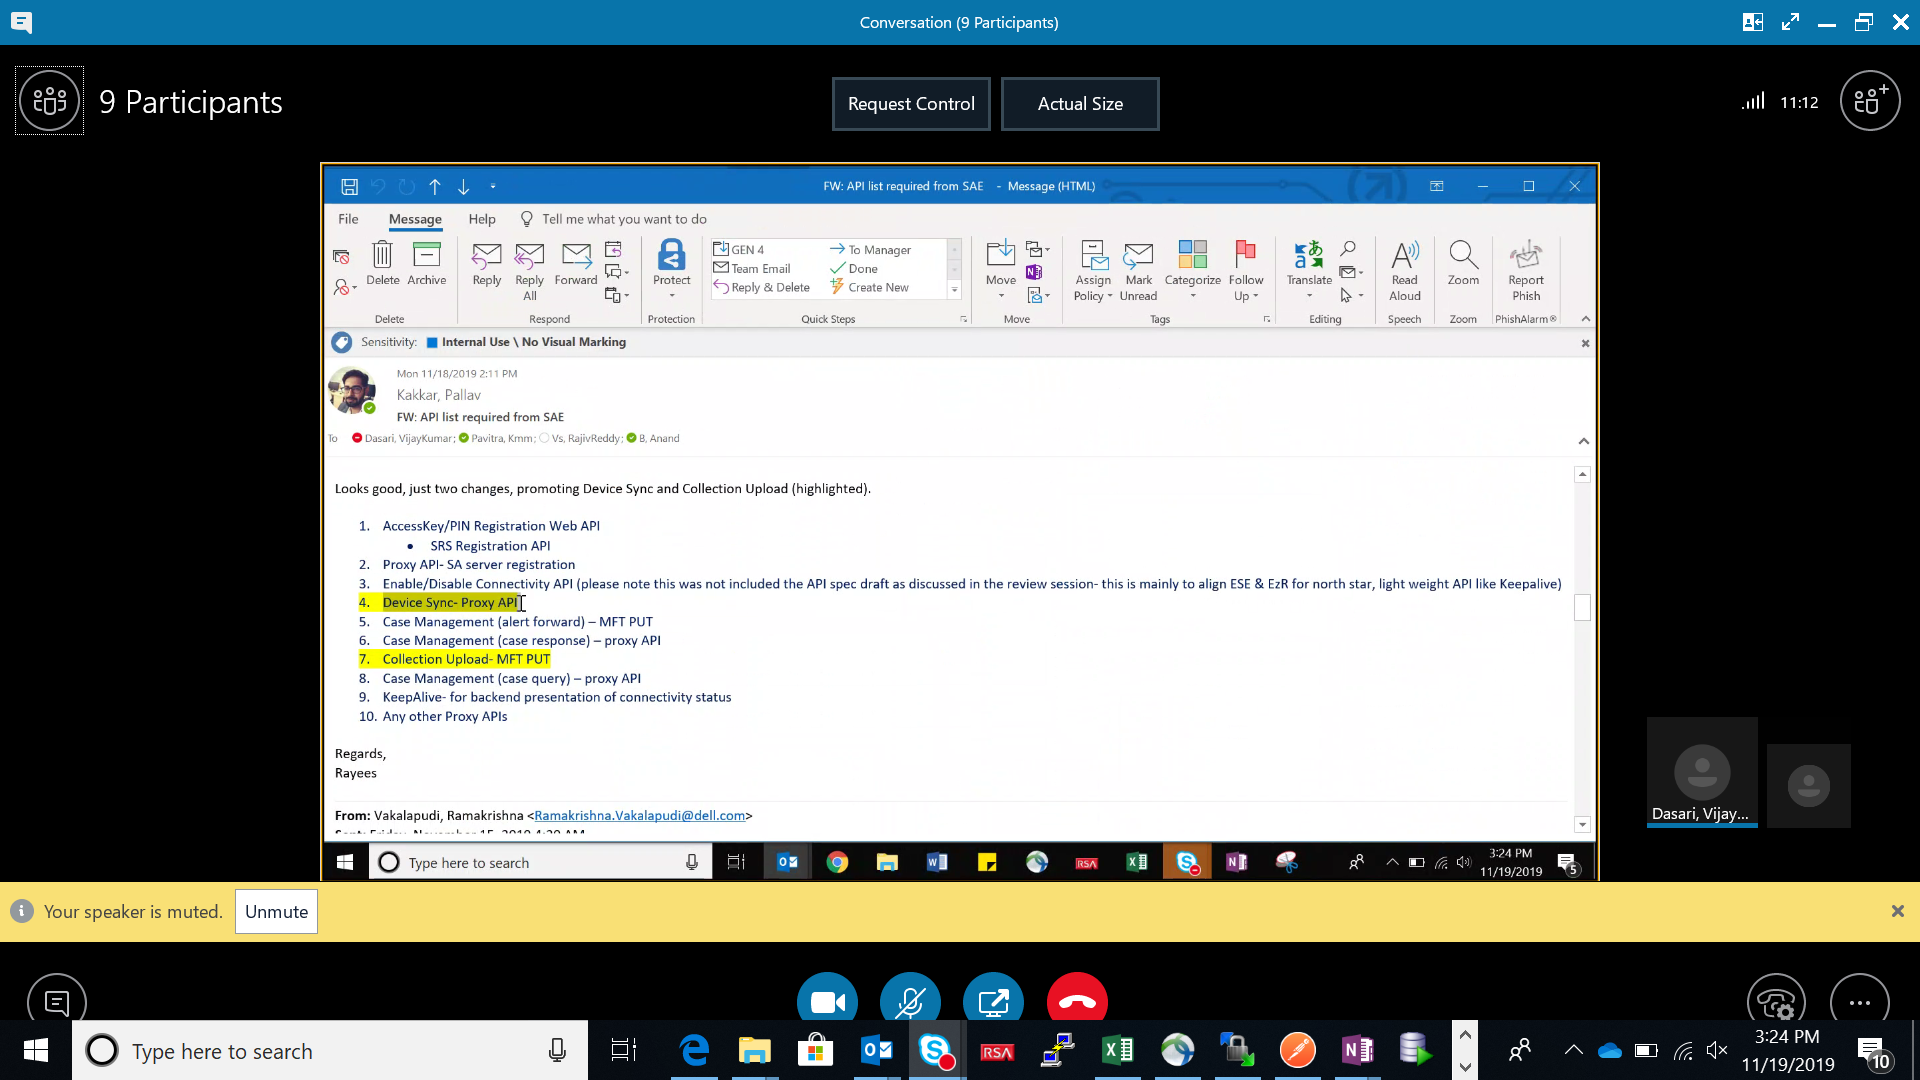 Conversation (9 Participants)
9 Participants
Request Control
Actual Size
11:12
FW: API list required from SAE - Message (HTML)
File Message Help Tell me what you want to do
Delete Archive
Reply Reply All Forward
Protect
GEN 4 To Manager
Team Email Done
Reply & Delete Create New
Move
Assign Policy Mark Unread Categorize Follow Up
Translate
Read Aloud
Zoom
Report Phish
Delete Respond Protection Quick Steps Move Tags Editing Speech Zoom PhishAlarm®
Sensitivity: Internal Use \ No Visual Marking
Mon 11/18/2019 2:11 PM
Kakkar, Pallav
FW: API list required from SAE
To Dasari, VijayKumar; Pavitra, Kmm; Vs, RajivReddy; B, Anand
Looks good, just two changes, promoting Device Sync and Collection Upload (highlighted).
1. AccessKey/PIN Registration Web API
• SRS Registration API
2. Proxy API- SA server registration
3. Enable/Disable Connectivity API (please note this was not included the API spec draft as discussed in the review session- this is mainly to align ESE & EzR for north star, light weight API like Keepalive)
4. Device Sync- Proxy API
5. Case Management (alert forward) – MFT PUT
6. Case Management (case response) – proxy API
7. Collection Upload- MFT PUT
8. Case Management (case query) – proxy API
9. KeepAlive- for backend presentation of connectivity status
10. Any other Proxy APIs
Regards,
Rayees
From: Vakalapudi, Ramakrishna <Ramakrishna.Vakalapudi@dell.com>
Dasari, Vijay...
Type here to search
RSA
3:24 PM
11/19/2019
5
Your speaker is muted.
Unmute
Type here to search
RSA
3:24 PM
11/19/2019
10